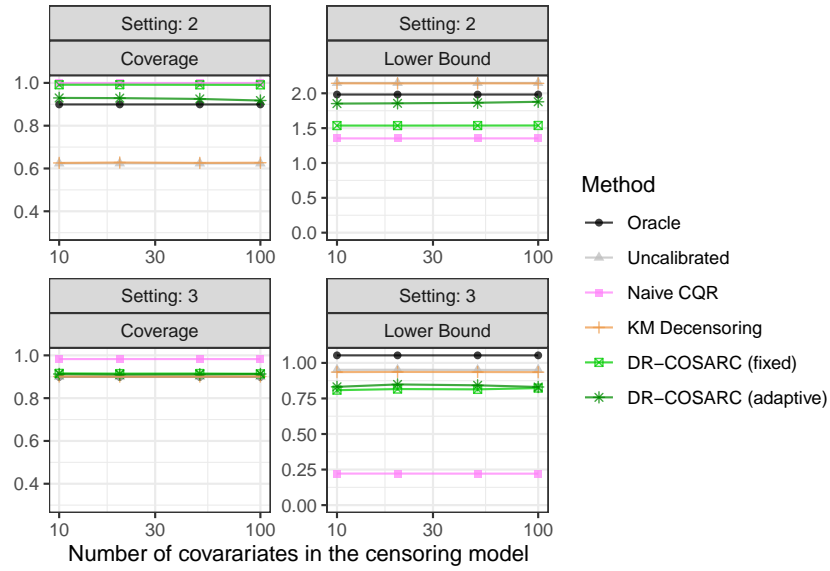 Setting: 2
Setting: 2
Coverage
Lower Bound
1.0
0.8
0.6
0.4
10
30
100
2.0
1.5
1.0
0.5
0.0
10
30
100
Setting: 3
Setting: 3
Coverage
Lower Bound
1.0
0.8
0.6
0.4
10
30
100
1.00
0.75
0.50
0.25
0.00
10
30
100
Number of covarariates in the censoring model
Method
Oracle
Uncalibrated
Naive CQR
KM Decensoring
DR−COSARC (fixed)
DR−COSARC (adaptive)